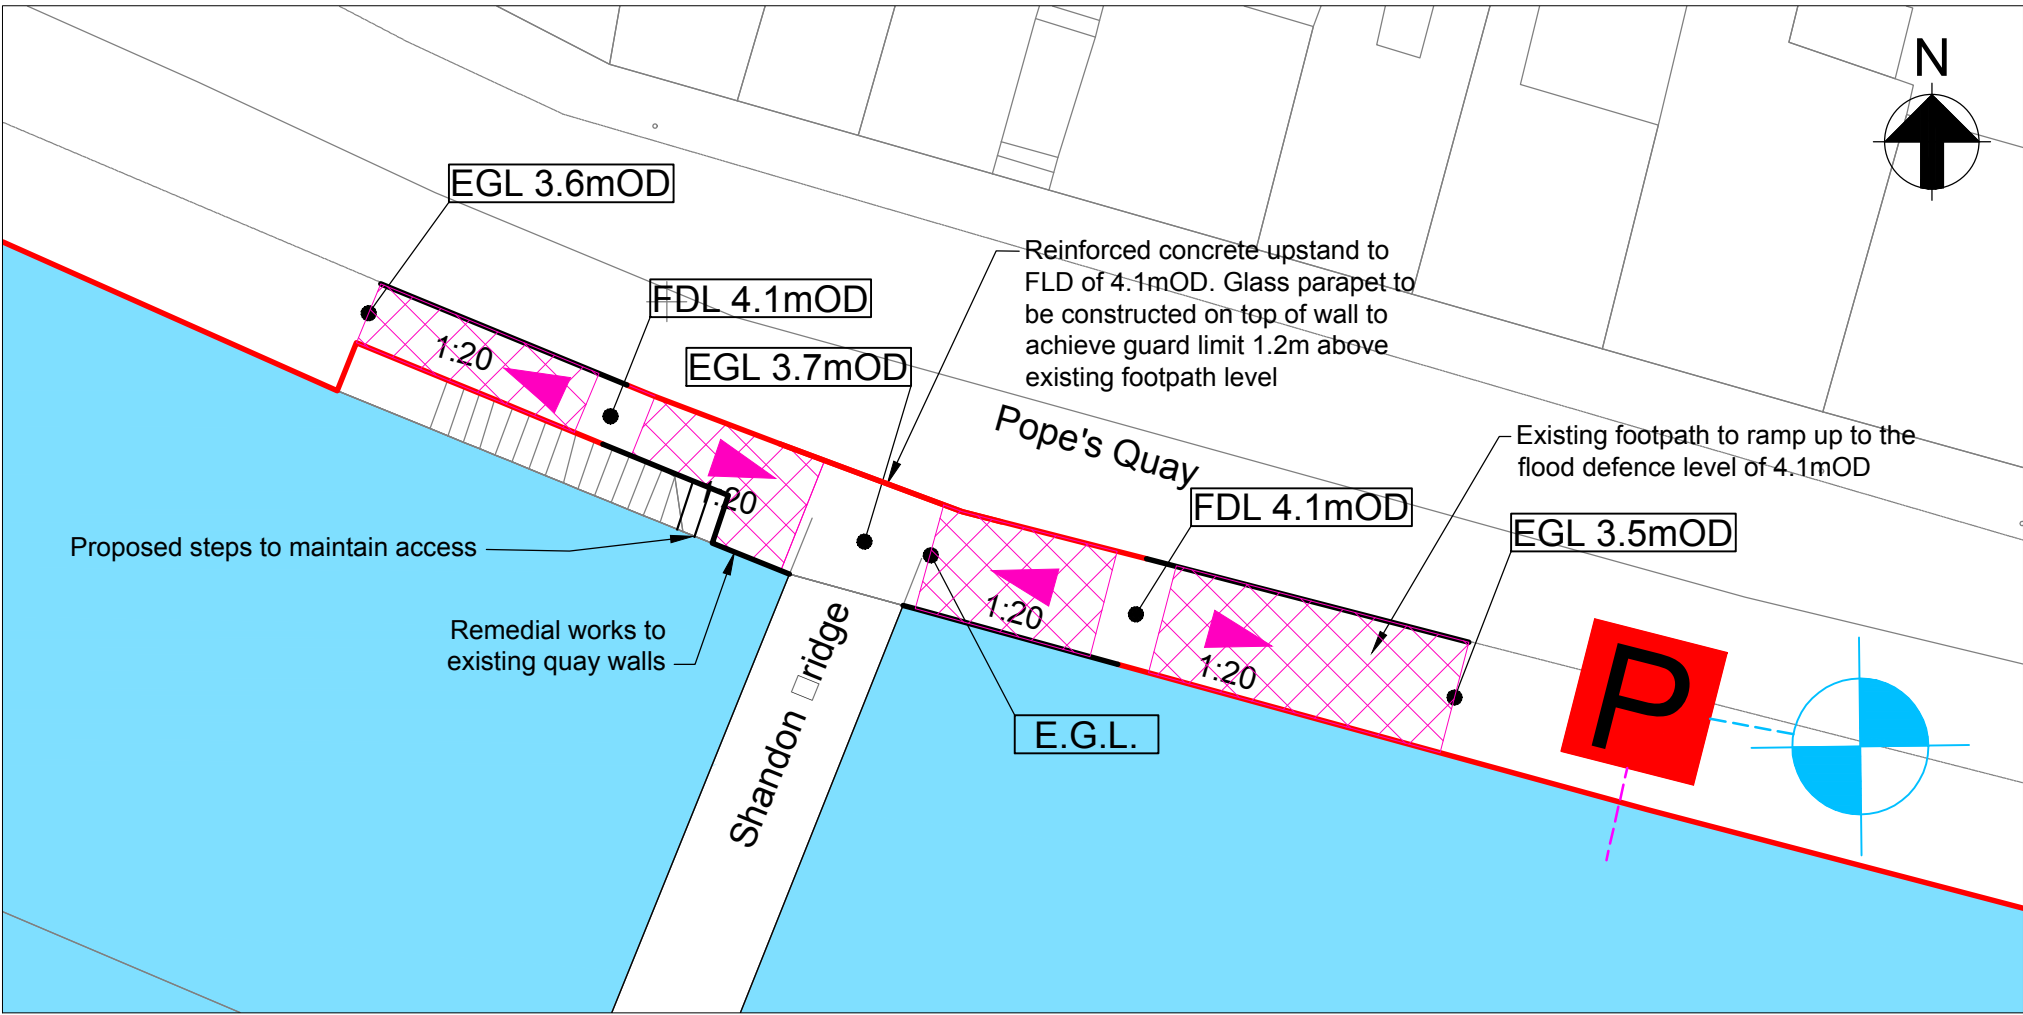 N
EGL 3.6mOD
Reinforced concrete upstand to
FLD of 4.1mOD. Glass parapet to
be constructed on top of wall to
achieve guard limit 1.2m above
existing footpath level
FDL 4.1mOD
1:20
EGL 3.7mOD
Pope's Quay
Existing footpath to ramp up to the
flood defence level of 4.1mOD
1:20
FDL 4.1mOD
EGL 3.5mOD
Proposed steps to maintain access
1:20
Remedial works to
existing quay walls
1:20
P
E.G.L.
Shandon □ridge